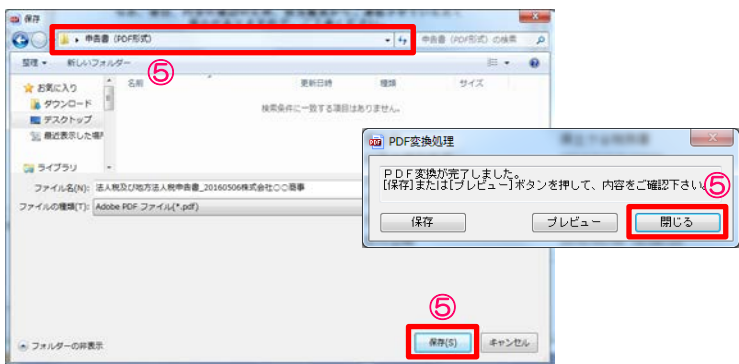 保存
申告書 (PDF形式)
申告書 (PDF形式) の検索
整理
新しいフォルダー
⑤
お気に入り
ダウンロード
デスクトップ
最近表示した場
ライブラリ
名前
更新日時
種類
サイズ
検索条件に一致する項目はありません。
ファイル名(N):
法人税及び地方法人税申告書_20160506株式会社〇〇商事
ファイルの種類(T):
Adobe PDF ファイル(*.pdf)
PDF変換処理
PDF変換が完了しました。
[保存]または[プレビュー]ボタンを押して、内容をご確認下さい
⑤
保存
プレビュー
閉じる
⑤
フォルダーの非表示
保存(S)
キャンセル